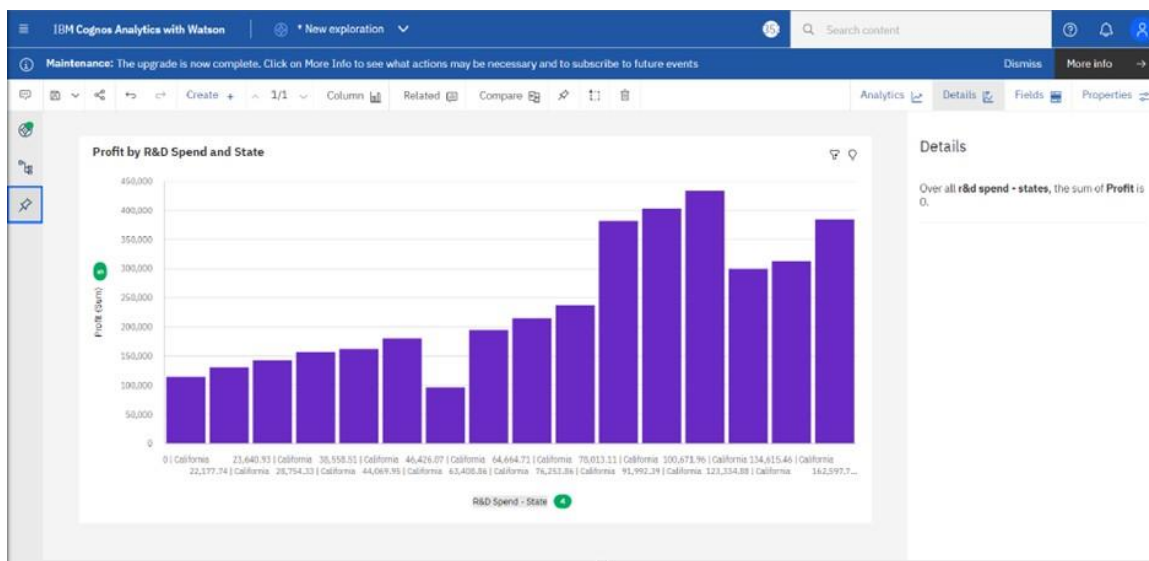 IBM Cognos Analytics with Watson
* New exploration
Search content
Maintenance: The upgrade is now complete. Click on More Info to see what actions may be necessary and to subscribe to future events
Dismiss
More info
Create +
1/1
Column
Related
Compare
Analytics
Details
Fields
Properties
Profit by R&D Spend and State
Details
Over all r&d spend - states, the sum of Profit is
0.
450,000
400,000
350,000
300,000
250,000
200,000
150,000
100,000
50,000
0
Profit (Sum)
0 | California 23,640.93 | California 38,558.51 | California 46,426.07 | California 64,664.71 | California 78,013.11 | California 100,671.96 | California 134,615.46 | California
22,177.74 | California 28,754.33 | California 44,069.95 | California 63,408.86 | California 76,253.86 | California 91,992.39 | California 123,334.88 | California 162,597.7...
R&D Spend - State 4